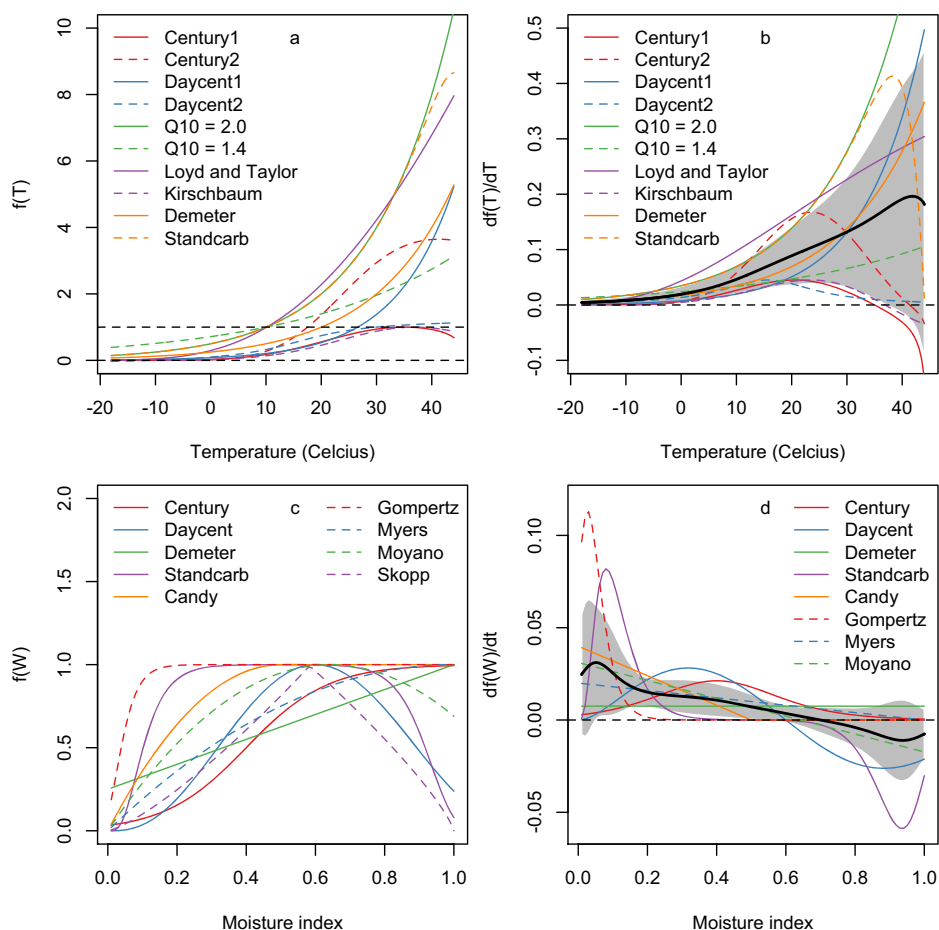 a
f(T)
10
8
6
4
2
0
Century1
Century2
Daycent1
Daycent2
Q10 = 2.0
Q10 = 1.4
Loyd and Taylor
Kirschbaum
Demeter
Standcarb
-20 -10 0 10 20 30 40
Temperature (Celcius)
b
df(T)/dT
0.5
0.4
0.3
0.2
0.1
0.0
-0.1
Century1
Century2
Daycent1
Daycent2
Q10 = 2.0
Q10 = 1.4
Loyd and Taylor
Kirschbaum
Demeter
Standcarb
-20 -10 0 10 20 30 40
Temperature (Celcius)
c
f(W)
2.0
1.5
1.0
0.5
0.0
Century
Daycent
Demeter
Standcarb
Candy
Gompertz
Myers
Moyano
Skopp
0.0 0.2 0.4 0.6 0.8 1.0
Moisture index
d
df(W)/dt
0.10
0.05
0.00
-0.05
Century
Daycent
Demeter
Standcarb
Candy
Gompertz
Myers
Moyano
0.0 0.2 0.4 0.6 0.8 1.0
Moisture index